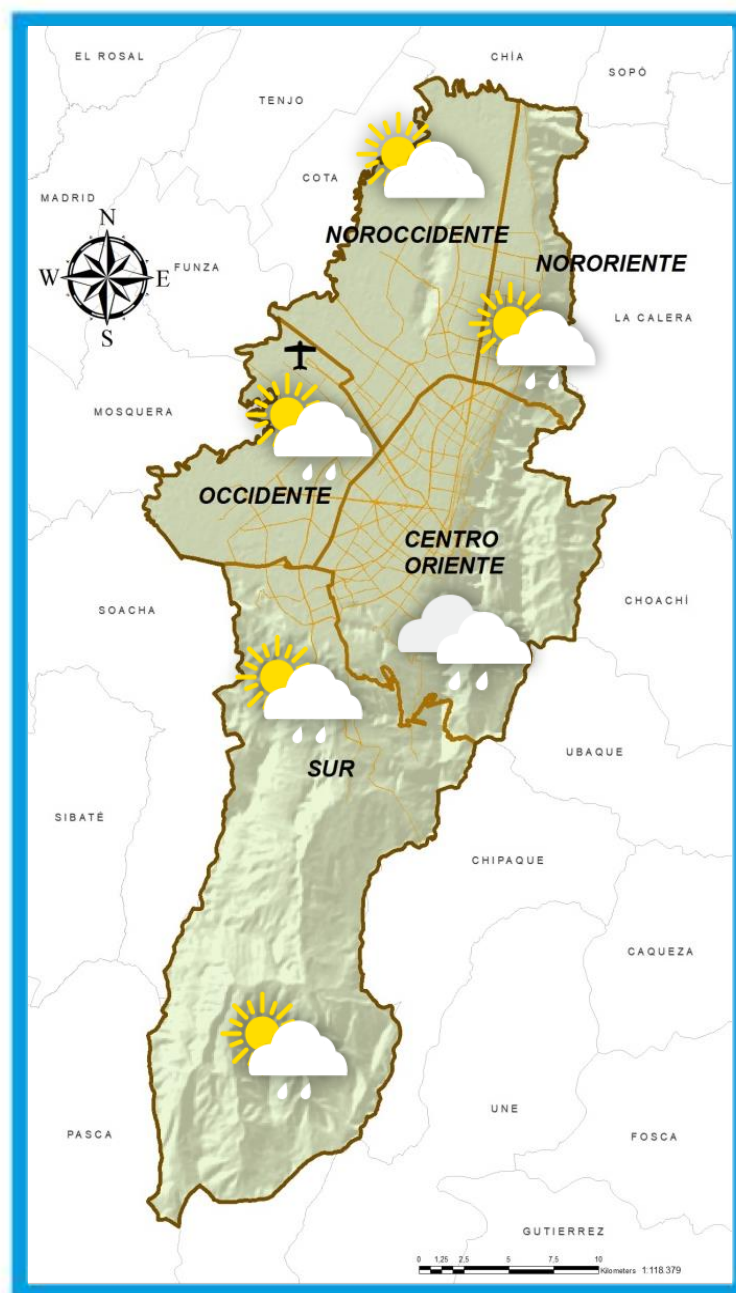 EL ROSAL
CHÍA
SOPÓ
TENJO
COTA
MADRID
N
NOROCCIDENTE
FUNZA
W
E
NORORIENTE
LA CALERA
S
MOSQUERA
OCCIDENTE
CENTRO
ORIENTE
SOACHA
CHOACHÍ
UBAQUE
SUR
SIBATÉ
CHIPAQUE
CAQUEZA
UNE
PASCA
FOSCA
GUTIERREZ
0 1,25 2,5 5 7,5 10
Kilometers 1:118.379